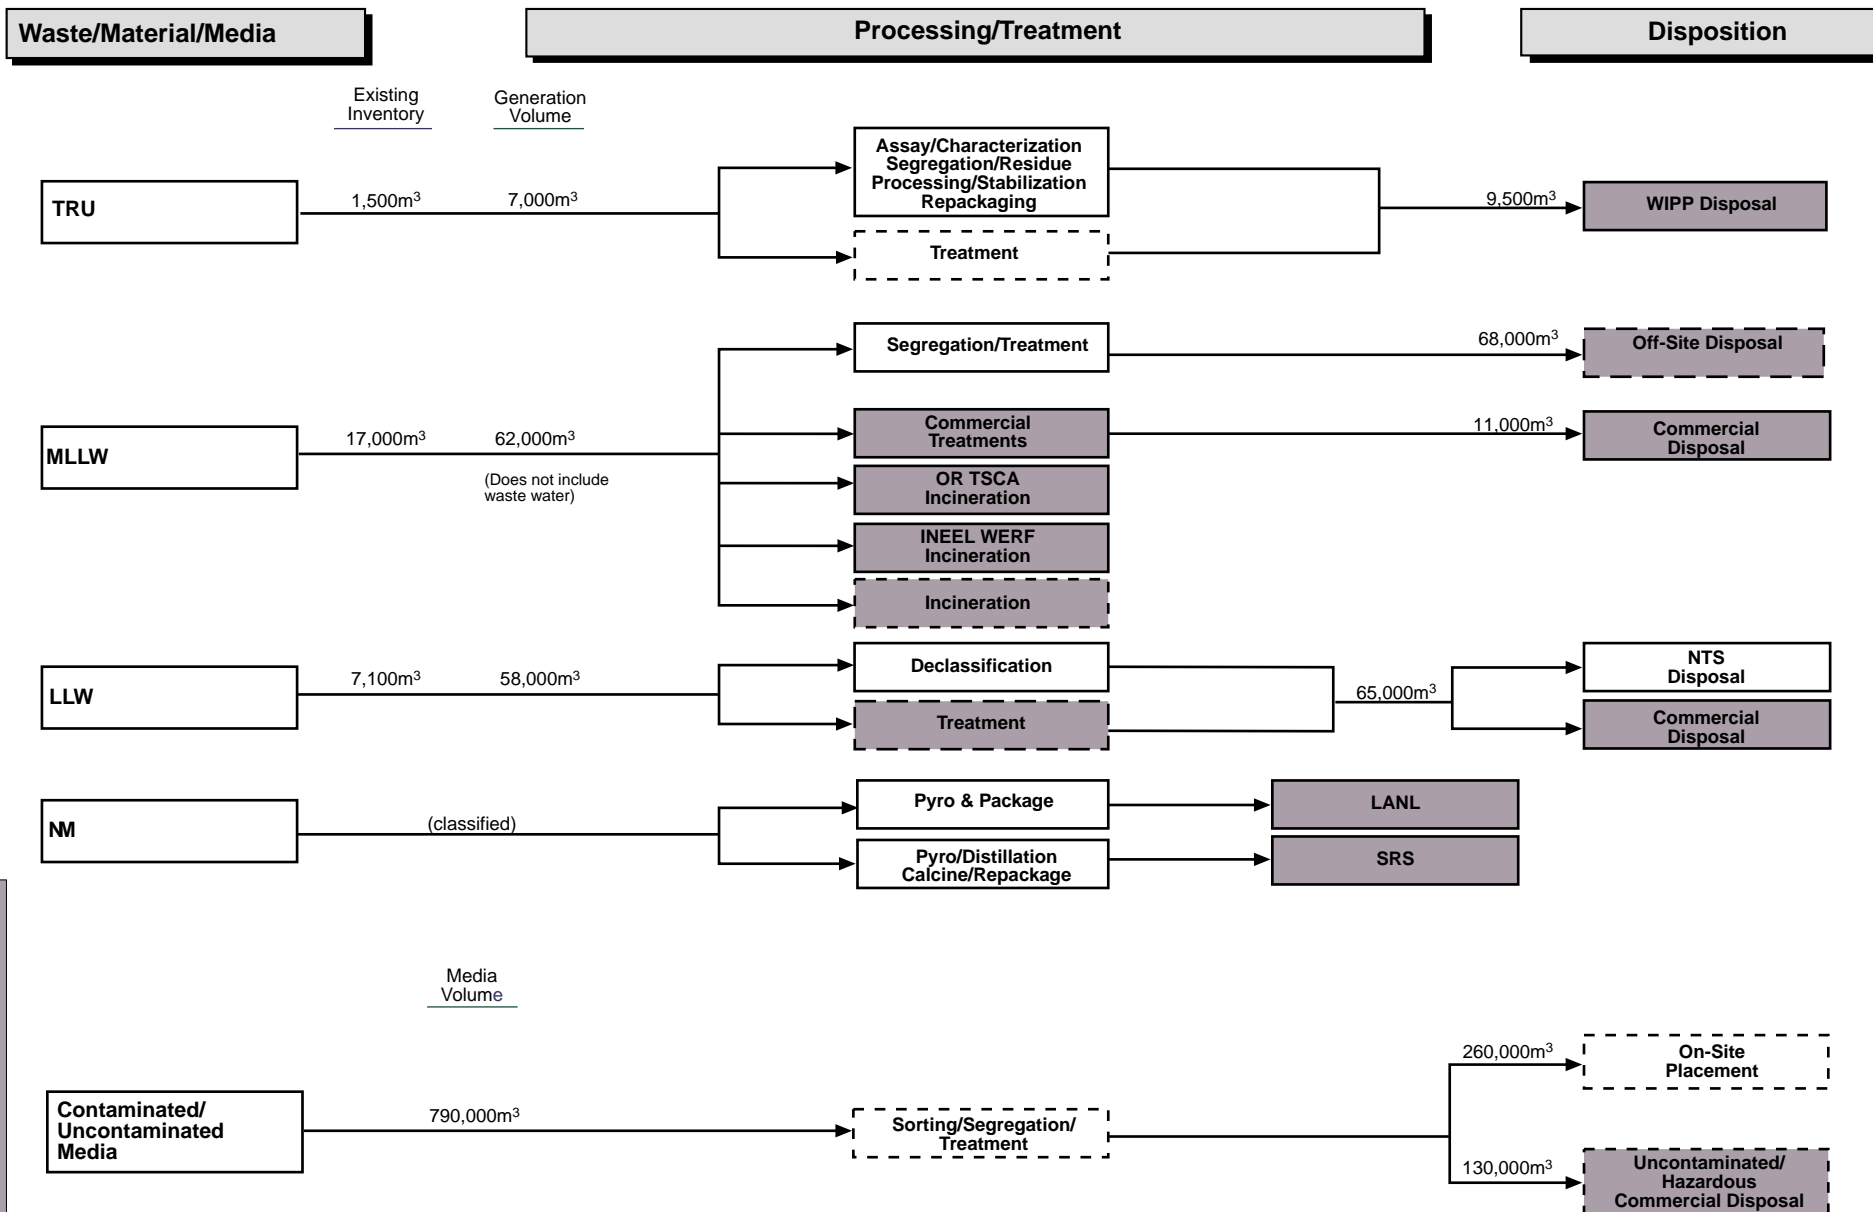 Waste/Material/Media
Processing/Treatment
Disposition
Existing
Inventory
Generation
Volume
TRU
1,500m³
7,000m³
Assay/Characterization
Segregation/Residue
Processing/Stabilization
Repackaging
Treatment
9,500m³
WIPP Disposal
MLLW
17,000m³
62,000m³
(Does not include
waste water)
Segregation/Treatment
68,000m³
Off-Site Disposal
Commercial
Treatments
11,000m³
Commercial
Disposal
OR TSCA
Incineration
INEEL WERF
Incineration
Incineration
LLW
7,100m³
58,000m³
Declassification
Treatment
65,000m³
NTS
Disposal
Commercial
Disposal
NM
(classified)
Pyro & Package
LANL
Pyro/Distillation
Calcine/Repackage
SRS
Media
Volume
Contaminated/
Uncontaminated
Media
790,000m³
Sorting/Segregation/
Treatment
260,000m³
On-Site
Placement
130,000m³
Uncontaminated/
Hazardous
Commercial Disposal